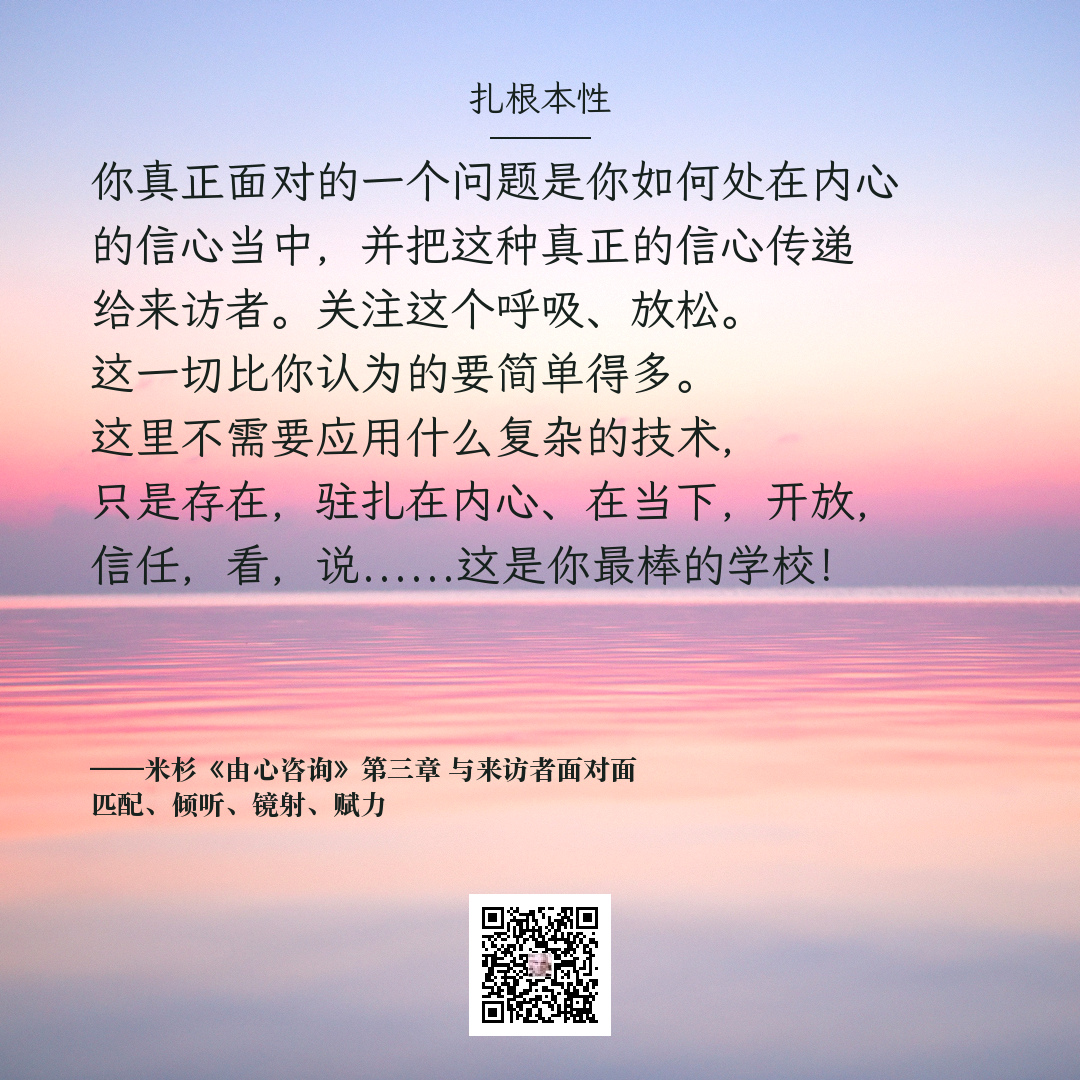 扎根本性
你真正面对的一个问题是你如何处在内心
的信心当中，并把这种真正的信心传递
给来访者。关注这个呼吸、放松。
这一切比你认为的要简单得多。
这里不需要应用什么复杂的技术，
只是存在，驻扎在内心、在当下，开放，
信任，看，说……这是你最棒的学校！
——米杉《由心咨询》第三章 与来访者面对面
匹配、倾听、镜射、赋力